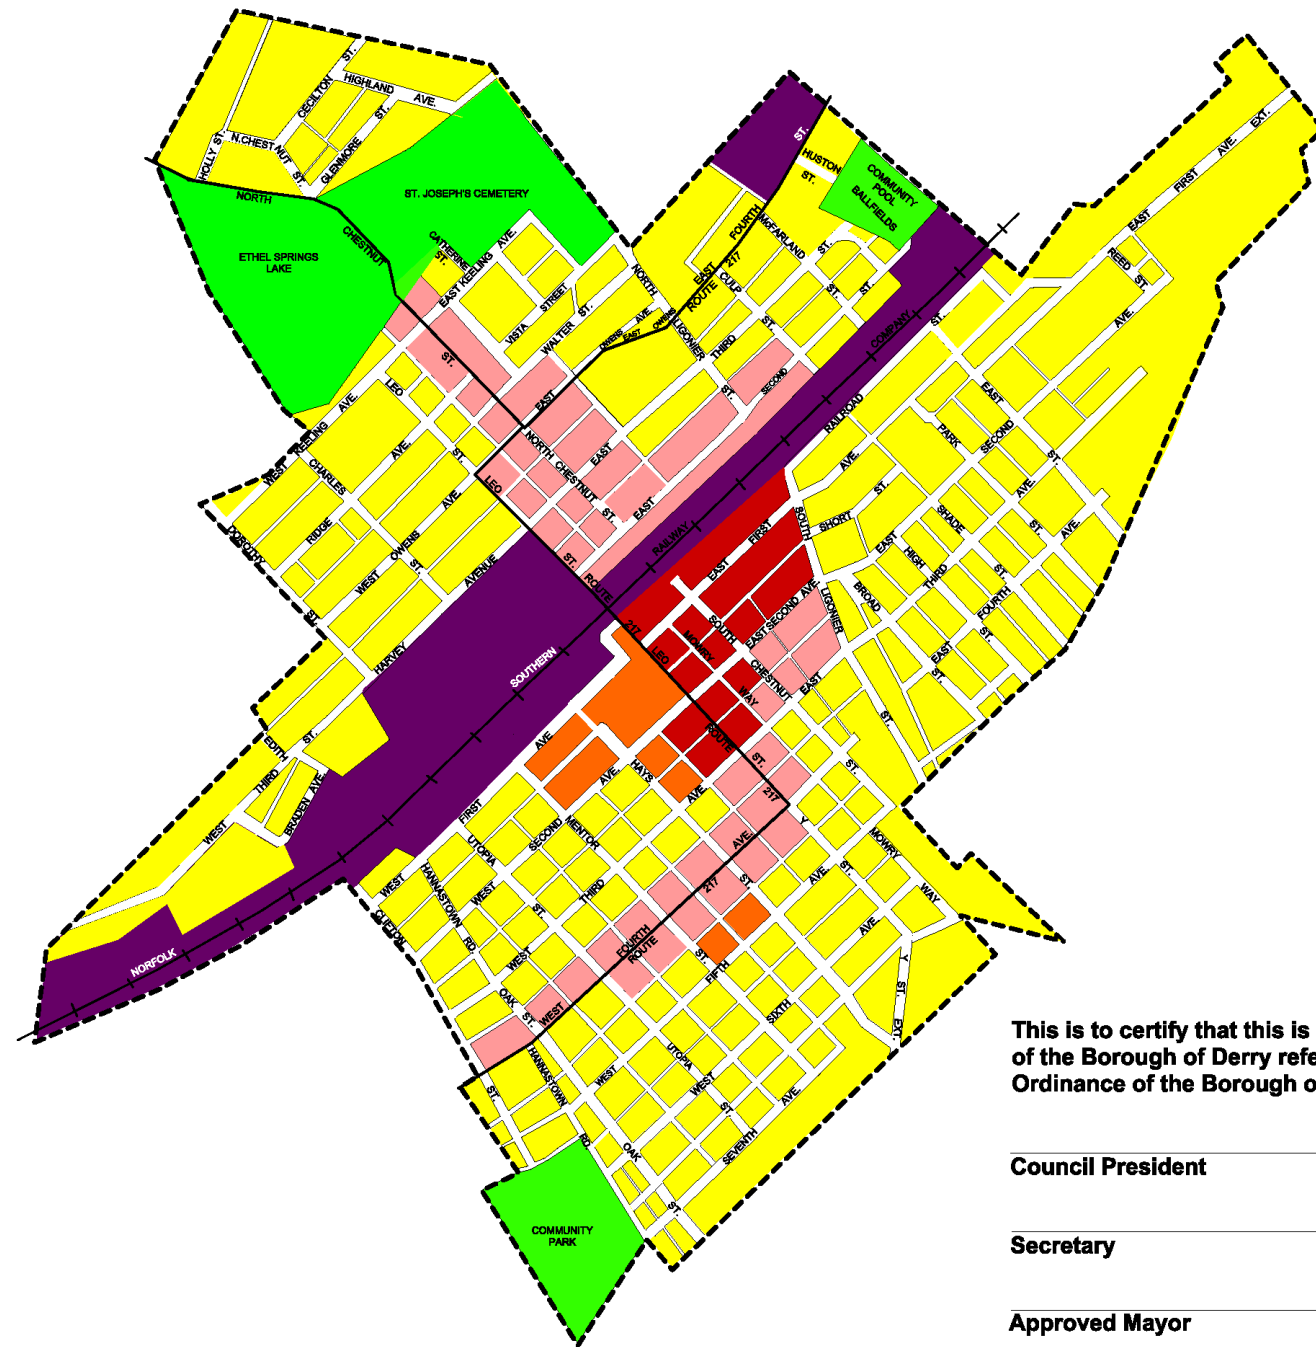 CECILTON
ST.
HIGHLAND
AVE.
HOLLY
ST.
N.CHEST
NUT
ST.
GLENMORE
ST.
NORTH
CHESTNUT
ST.
ST. JOSEPH'S CEMETERY
ETHEL SPRINGS
LAKE
CATHERINE
ST.
EAST KEELING
AVE.
VISTA
STREET
WALTER
ST.
OWENS
AVE.
EAST
OWENS
NORTH
LIGONIER
ST.
FOURTH
EAST
ROUTE
217
ST.
HUSTON
ST.
McFARLAND
ST.
CULP
ST.
ST.
ST.
COMMUNITY
POOL
BALLFIELDS
THIRD
SECOND
EAST
EAST
EAST
NORTH
CHESTNUT
ST.
LEO
ST.
LEO
ST.
WEST
KEELING
AVE.
CHARLES
ST.
RIDGE
AVE.
WEST
OWENS
AVE.
DOROTHY
ST.
HARVEY
AVENUE
EDITH
ST.
WEST
THIRD
BRADEN
AVE.
NORFOLK
SOUTHERN
RAILWAY
COMPANY
ROUTE
217
RAILROAD
ST.
EAST
FIRST
AVE.
EAST
FIRST
AVE.
EXT.
REED
ST.
AVE.
EAST
SECOND
AVE.
PARK
ST.
SHORT
ST.
EAST
HIGH
SHADE
ST.
THIRD
AVE.
BROAD
ST.
FOURTH
ST.
EAST
ST.
SOUTH
LIGONIER
ST.
EAST SECOND
AVE.
SOUTH
CHESTNUT
ST.
EAST
MOWRY
WAY
LEO
ST.
ROUTE
217
FIRST
AVE
HAYS
AVE.
AVE.
MENTOR
SECOND
WEST
UTOPIA
ST.
THIRD
WEST
HANNASTOWN
RD.
CLIFTON
WEST
OAK
ST.
WEST
FOURTH
ROUTE
217
AVE.
ST.
Y
ST.
MOWRY
WAY
AVE.
AVE.
ST.
FIFTH
SIXTH
WEST
UTOPIA
ST.
WEST
SEVENTH
AVE.
Y
ST.
EXT.
HANNASTOWN
RD.
ST.
OAK
ST.
COMMUNITY
PARK
This is to certify that this is
of the Borough of Derry refe
Ordinance of the Borough o
Council President
Secretary
Approved Mayor